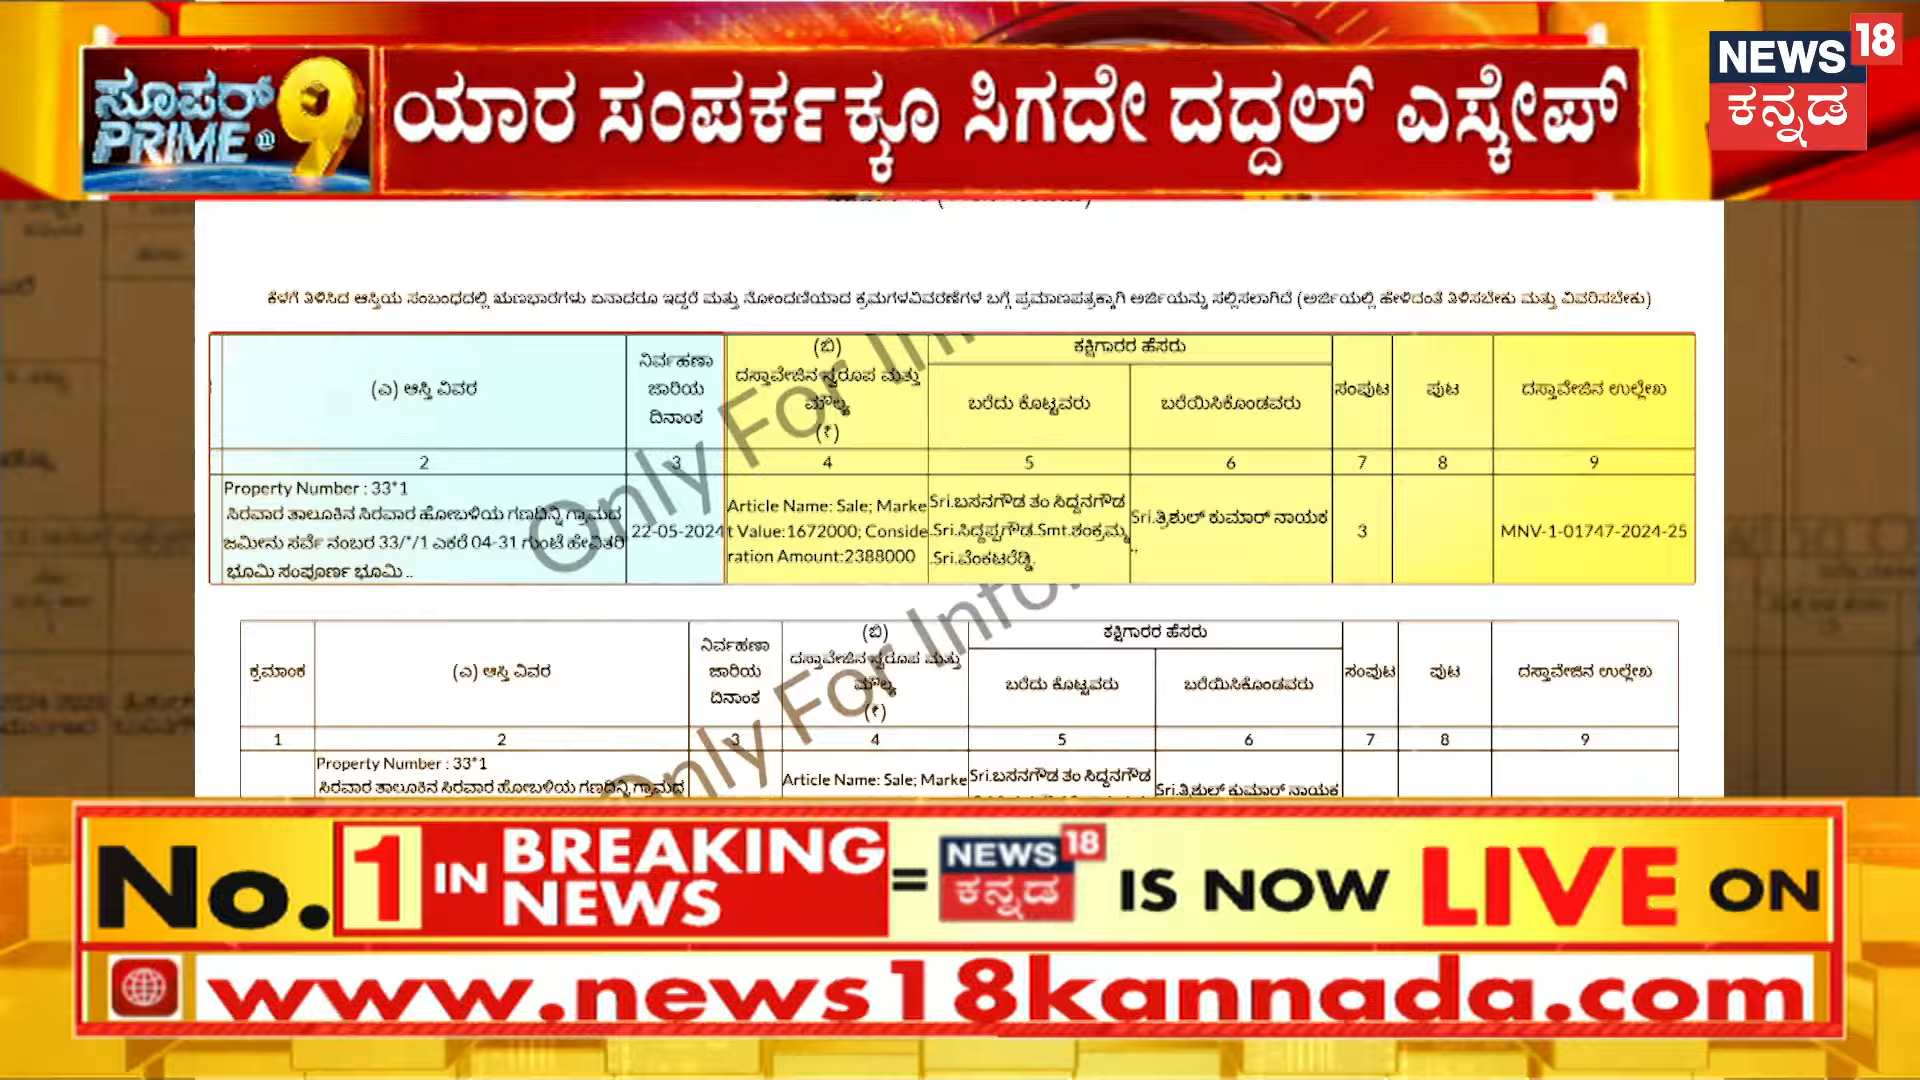 ಸೂಪರ್ PRIME @ 9
ಯಾರ ಸಂಪರ್ಕಕ್ಕೂ ಸಿಗದೇ ದದ್ದಲ್ ಎಸ್ಕೇಪ್
NEWS 18
ಕನ್ನಡ
ಕೆಳಗೆ ತಿಳಿಸಿದ ಆಸ್ತಿಯ ಸಂಬಂಧದಲ್ಲಿ ಋಣಭಾರಗಳು ಏನಾದರೂ ಇದ್ದರೆ ಮತ್ತು ನೋಂದಣಿಯಾದ ಕ್ರಮಗಳವಿವರಣೆಗಳ ಬಗ್ಗೆ ಪ್ರಮಾಣಪತ್ರಕ್ಕಾಗಿ ಅರ್ಜಿಯನ್ನು ಸಲ್ಲಿಸಲಾಗಿದೆ (ಅರ್ಜಿಯಲ್ಲಿ ಹೇಳಿದಂತೆ ತಿಳಿಸಬೇಕು ಮತ್ತು ವಿವರಿಸಬೇಕು)
(ಎ) ಆಸ್ತಿ ವಿವರ
ನಿರ್ವಹಣಾ
ಜಾರಿಯ
ದಿನಾಂಕ
(ಬಿ)
ದಸ್ತಾವೇಜಿನ ಸ್ವರೂಪ ಮತ್ತು
ಮೌಲ್ಯ
(₹)
ಕಕ್ಷಿಗಾರರ ಹೆಸರು
ಬರೆದು ಕೊಟ್ಟವರು
ಬರೆಯಿಸಿಕೊಂಡವರು
ಸಂಪುಟ
ಪುಟ
ದಸ್ತಾವೇಜಿನ ಉಲ್ಲೇಖ
2 3 4 5 6 7 8 9
Property Number : 33*1
ಸಿರವಾರ ತಾಲೂಕಿನ ಸಿರವಾರ ಹೋಬಳಿಯ ಗಣದಿನ್ನಿ ಗ್ರಾಮದ
ಜಮೀನು ಸರ್ವೆ ನಂಬರ 33/*/1 ಎಕರೆ 04-31 ಗುಂಟೆ ಹೇವಿತರಿ
ಭೂಮಿ ಸಂಪೂರ್ಣ ಭೂಮಿ ..
22-05-2024
Article Name: Sale; Marke
t Value:1672000; Conside
ration Amount:2388000
Sri.ಬಸನಗೌಡ ತಂ ಸಿದ್ದನಗೌಡ
.Sri.ಸಿದ್ದಪ್ಪಗೌಡ.Smt.ಶಂಕ್ರಮ್ಮ
.Sri.ವೆಂಕಟರೆಡ್ಡಿ.
Sri.ತ್ರಿಶುಲ್ ಕುಮಾರ್ ನಾಯಕ
,,
3
MNV-1-01747-2024-25
Only For
Only For Info
ಕ್ರಮಾಂಕ
(ಎ) ಆಸ್ತಿ ವಿವರ
ನಿರ್ವಹಣಾ
ಜಾರಿಯ
ದಿನಾಂಕ
(ಬಿ)
ದಸ್ತಾವೇಜಿನ ಸ್ವರೂಪ ಮತ್ತು
ಮೌಲ್ಯ
(₹)
ಕಕ್ಷಿಗಾರರ ಹೆಸರು
ಬರೆದು ಕೊಟ್ಟವರು
ಬರೆಯಿಸಿಕೊಂಡವರು
ಸಂಪುಟ
ಪುಟ
ದಸ್ತಾವೇಜಿನ ಉಲ್ಲೇಖ
1 2 3 4 5 6 7 8 9
Property Number : 33*1
ಸಿರವಾರ ತಾಲೂಕಿನ ಸಿರವಾರ ಹೋಬಳಿಯ ಗಣದಿನ್ನಿ ಗ್ರಾಮದ
Article Name: Sale; Marke
Sri.ಬಸನಗೌಡ ತಂ ಸಿದ್ದನಗೌಡ
Sri.ತ್ರಿಶುಲ್ ಕುಮಾರ್ ನಾಯಕ
No. 1 IN BREAKING NEWS = NEWS 18 ಕನ್ನಡ IS NOW LIVE ON
www.news18kannada.com